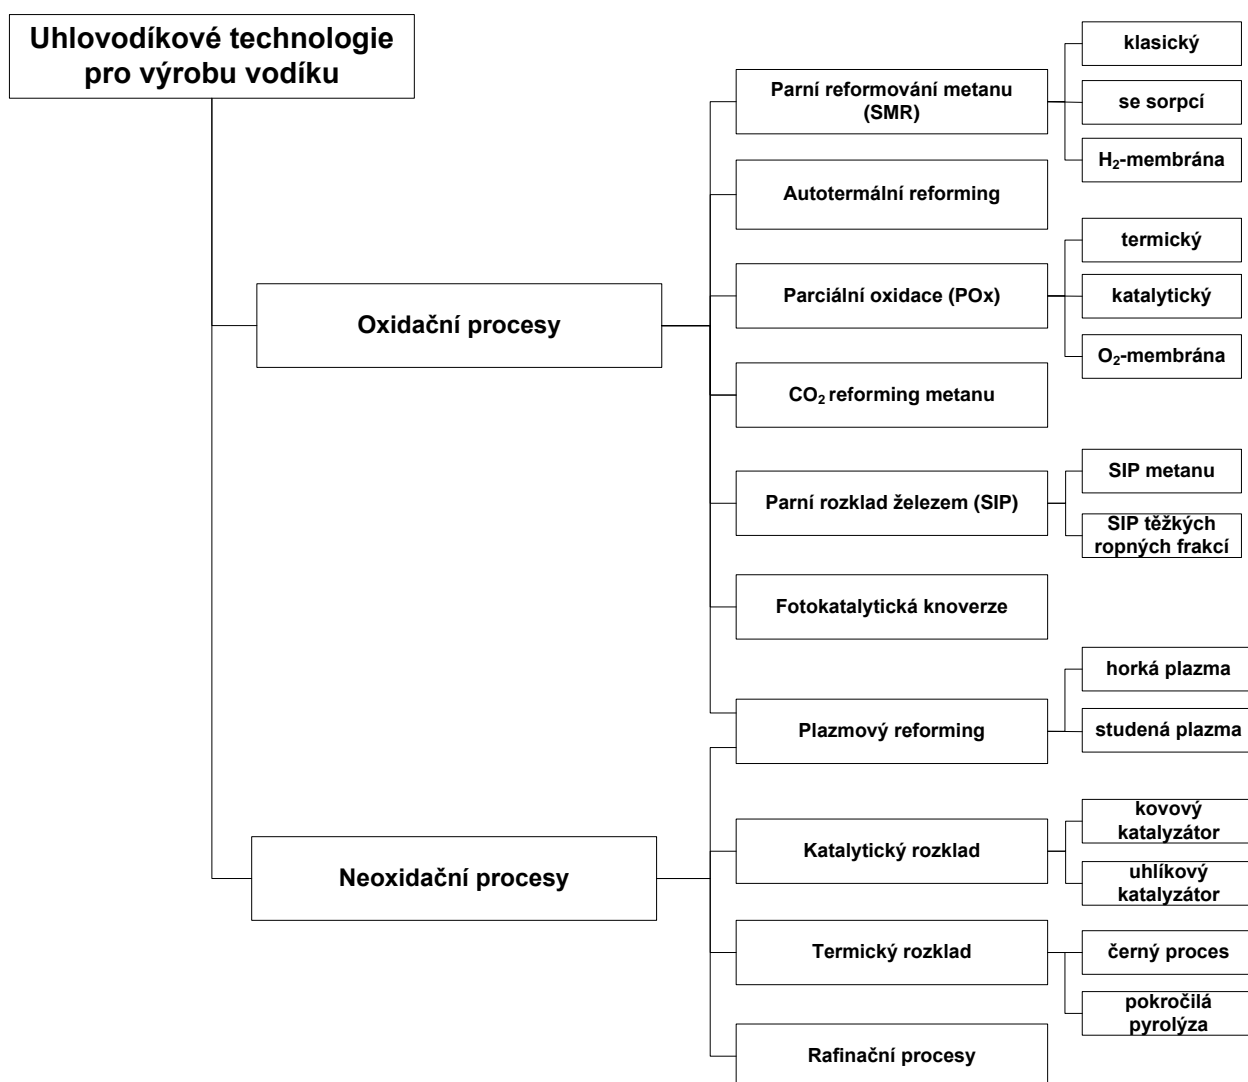 Uhlovodíkové technologie
pro výrobu vodíku
Oxidační procesy
Parní reformování metanu
(SMR)
klasický
se sorpcí
H₂-membrána
Autotermální reforming
Parciální oxidace (POx)
termický
katalytický
O₂-membrána
CO₂ reforming metanu
Parní rozklad železem (SIP)
SIP metanu
SIP těžkých
ropných frakcí
Fotokatalytická knoverze
Plazmový reforming
horká plazma
studená plazma
Neoxidační procesy
Katalytický rozklad
kovový
katalyzátor
uhlíkový
katalyzátor
Termický rozklad
černý proces
pokročilá
pyrolýza
Rafinační procesy